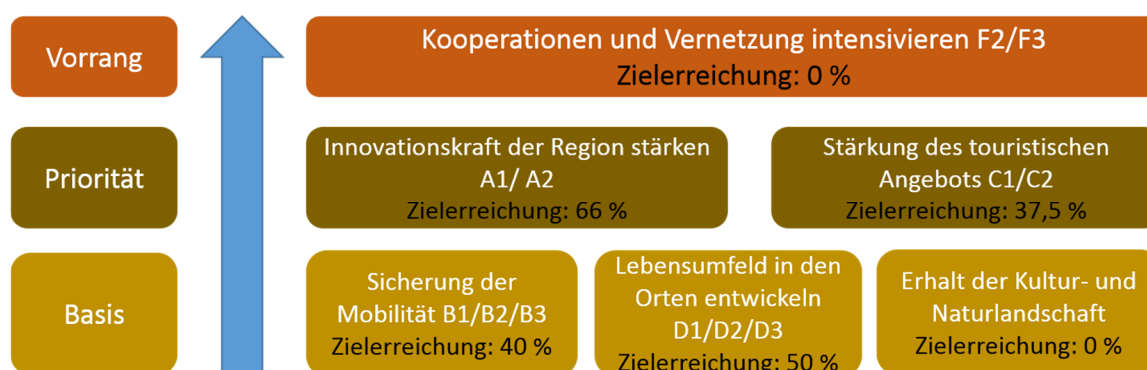 Vorrang
Kooperationen und Vernetzung intensivieren F2/F3
Zielerreichung: 0 %
Priorität
Innovationskraft der Region stärken
A1/ A2
Zielerreichung: 66 %
Stärkung des touristischen
Angebots C1/C2
Zielerreichung: 37,5 %
Basis
Sicherung der
Mobilität B1/B2/B3
Zielerreichung: 40 %
Lebensumfeld in den
Orten entwickeln
D1/D2/D3
Zielerreichung: 50 %
Erhalt der Kultur- und
Naturlandschaft
Zielerreichung: 0 %